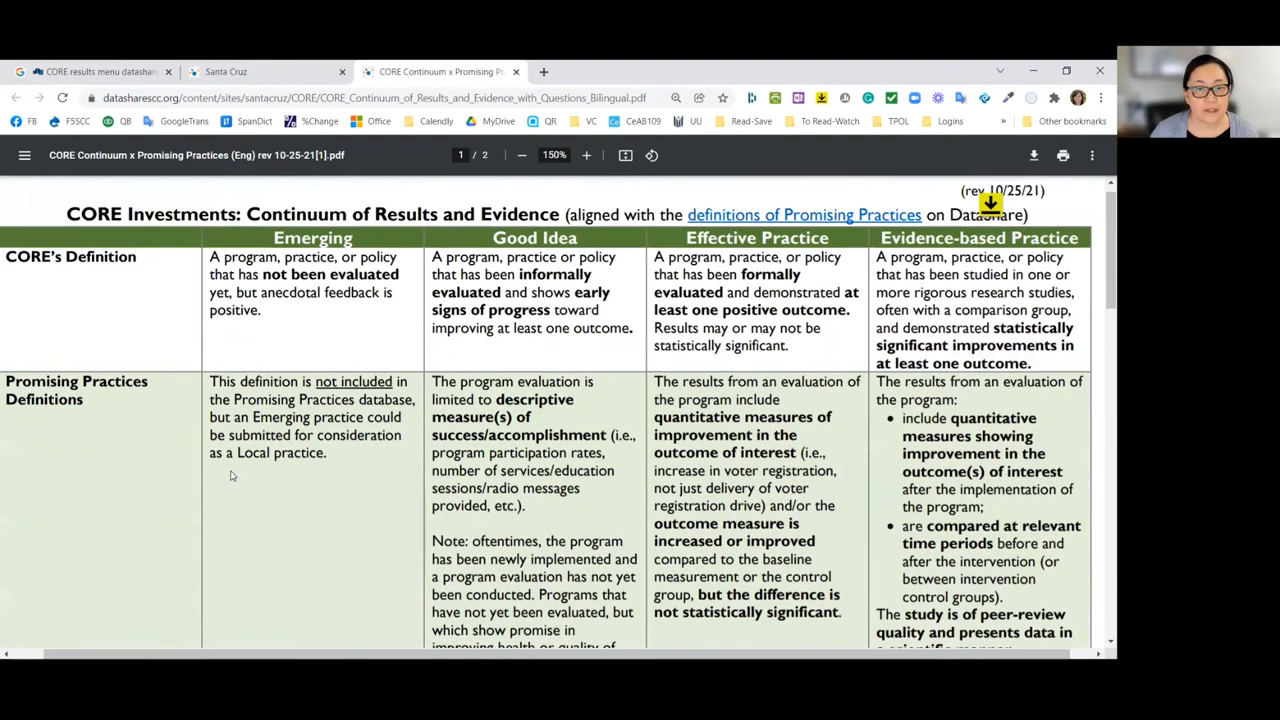 CORE results menu datashar
Santa Cruz
CORE Continuum x Promising Pr
datasharescc.org/content/sites/santacruz/CORE/CORE_Continuum_of_Results_and_Evidence_with_Questions_Bilingual.pdf
FB
F5SCC
QB
GoogleTrans
SpanDict
%Change
Office
Calendly
MyDrive
QR
VC
CeAB109
UU
Read-Save
To Read-Watch
TPOL
Logins
»
Other bookmarks
CORE Continuum x Promising Practices (Eng) rev 10-25-21[1].pdf
1 / 2
150%
(rev 10/25/21)
CORE Investments: Continuum of Results and Evidence (aligned with the definitions of Promising Practices on Datashare)
Emerging
Good Idea
Effective Practice
Evidence-based Practice
CORE's Definition
A program, practice, or policy
that has not been evaluated
yet, but anecdotal feedback is
positive.
A program, practice or policy
that has been informally
evaluated and shows early
signs of progress toward
improving at least one outcome.
A program, practice, or policy
that has been formally
evaluated and demonstrated at
least one positive outcome.
Results may or may not be
statistically significant.
A program, practice, or policy
that has been studied in one or
more rigorous research studies,
often with a comparison group,
and demonstrated statistically
significant improvements in
at least one outcome.
Promising Practices
Definitions
This definition is not included in
the Promising Practices database,
but an Emerging practice could
be submitted for consideration
as a Local practice.
The program evaluation is
limited to descriptive
measure(s) of
success/accomplishment (i.e.,
program participation rates,
number of services/education
sessions/radio messages
provided, etc.).
Note: oftentimes, the program
has been newly implemented and
a program evaluation has not yet
been conducted. Programs that
have not yet been evaluated, but
which show promise in
improving health or quality of
The results from an evaluation of
the program include
quantitative measures of
improvement in the
outcome of interest (i.e.,
increase in voter registration,
not just delivery of voter
registration drive) and/or the
outcome measure is
increased or improved
compared to the baseline
measurement or the control
group, but the difference is
not statistically significant.
The results from an evaluation of
the program:
• include quantitative
measures showing
improvement in the
outcome(s) of interest
after the implementation of
the program;
• are compared at relevant
time periods before and
after the intervention (or
between intervention
control groups).
The study is of peer-review
quality and presents data in
a scientific manner